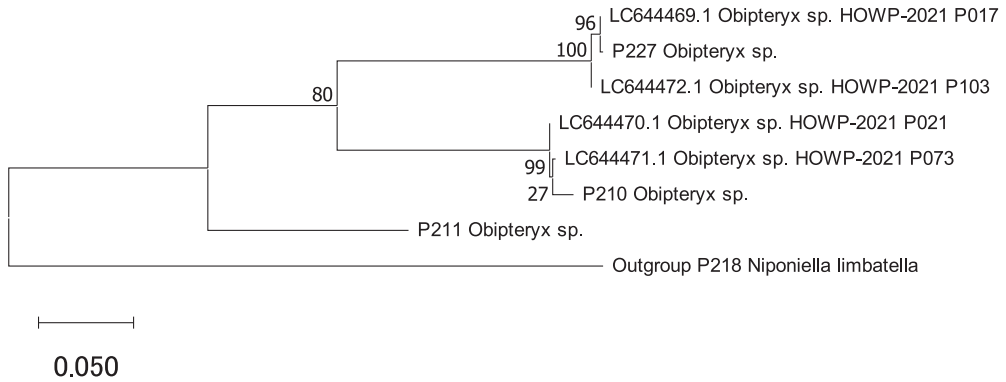 LC644469.1 Obipteryx sp. HOWP-2021 P017
96
P227 Obipteryx sp.
100
LC644472.1 Obipteryx sp. HOWP-2021 P103
80
LC644470.1 Obipteryx sp. HOWP-2021 P021
LC644471.1 Obipteryx sp. HOWP-2021 P073
99
27
P210 Obipteryx sp.
P211 Obipteryx sp.
Outgroup P218 Niponiella limbatella
0.050